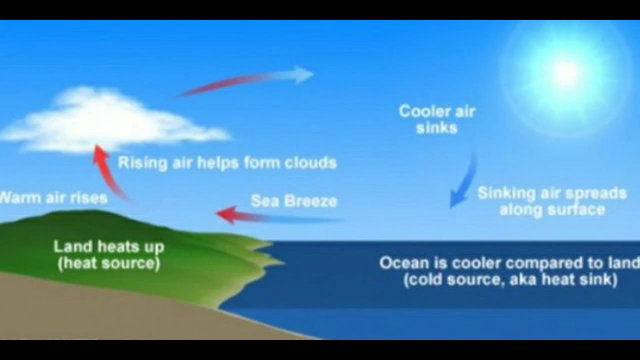 Cooler air
sinks
Rising air helps form clouds
Warm air rises
Sea Breeze
Sinking air spreads
along surface
Land heats up
(heat source)
Ocean is cooler compared to land
(cold source, aka heat sink)